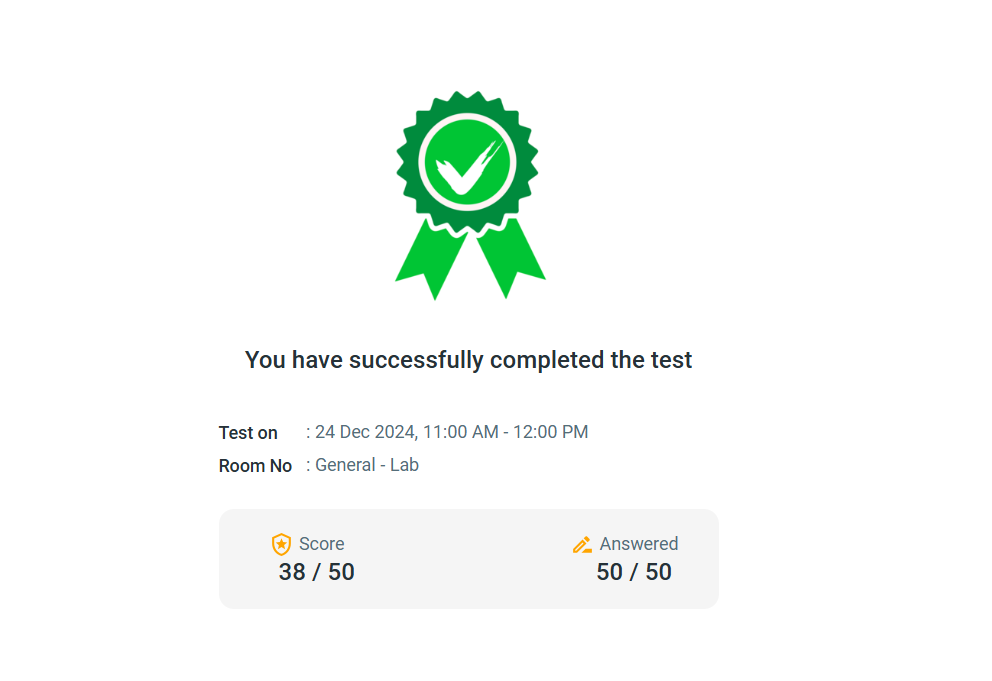 You have successfully completed the test
Test on : 24 Dec 2024, 11:00 AM - 12:00 PM
Room No : General - Lab
Score Answered
38 / 50 50 / 50